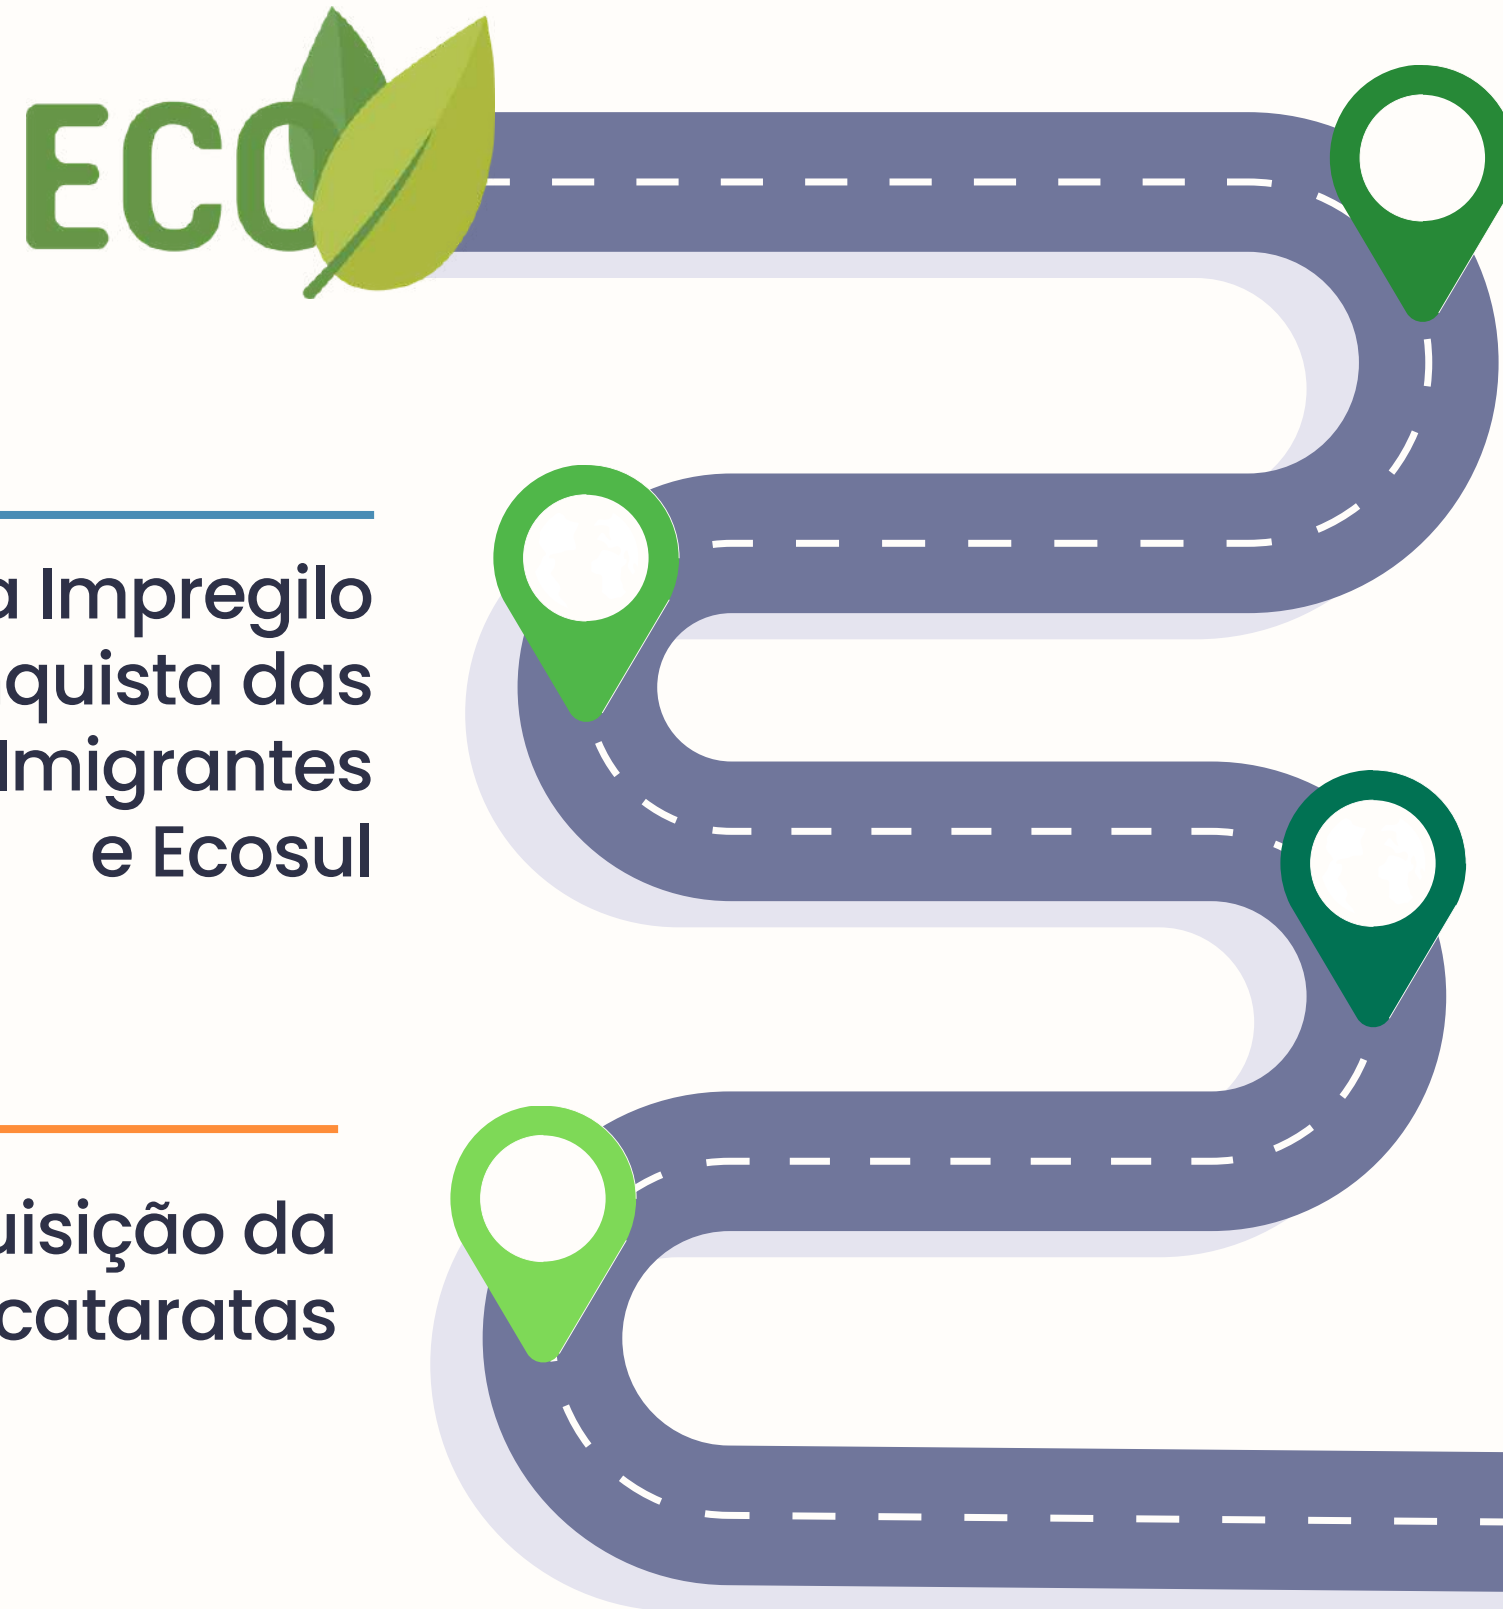 ECO
a Impregilo
quista das
Imigrantes
e Ecosul
uisição da
cataratas